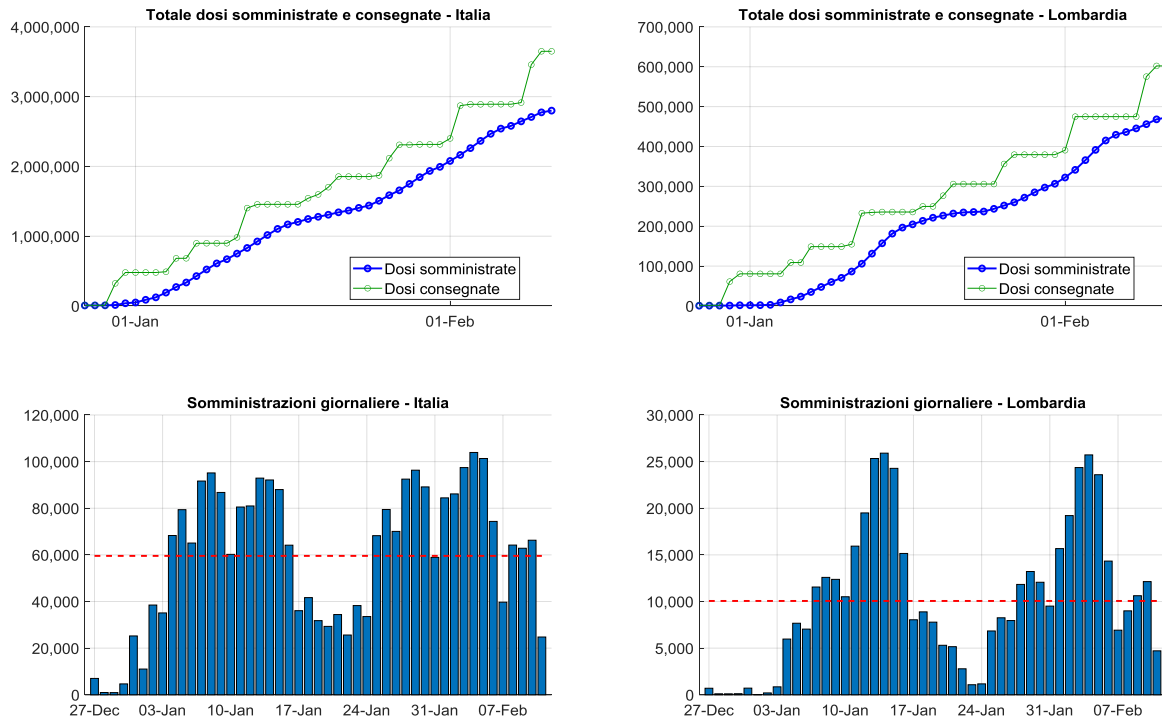 Totale dosi somministrate e consegnate - Italia
4,000,000
3,000,000
2,000,000
1,000,000
0
01-Jan
01-Feb
Dosi somministrate
Dosi consegnate
Totale dosi somministrate e consegnate - Lombardia
700,000
600,000
500,000
400,000
300,000
200,000
100,000
0
01-Jan
01-Feb
Dosi somministrate
Dosi consegnate
Somministrazioni giornaliere - Italia
120,000
100,000
80,000
60,000
40,000
20,000
0
27-Dec
03-Jan
10-Jan
17-Jan
24-Jan
31-Jan
07-Feb
Somministrazioni giornaliere - Lombardia
30,000
25,000
20,000
15,000
10,000
5,000
0
27-Dec
03-Jan
10-Jan
17-Jan
24-Jan
31-Jan
07-Feb